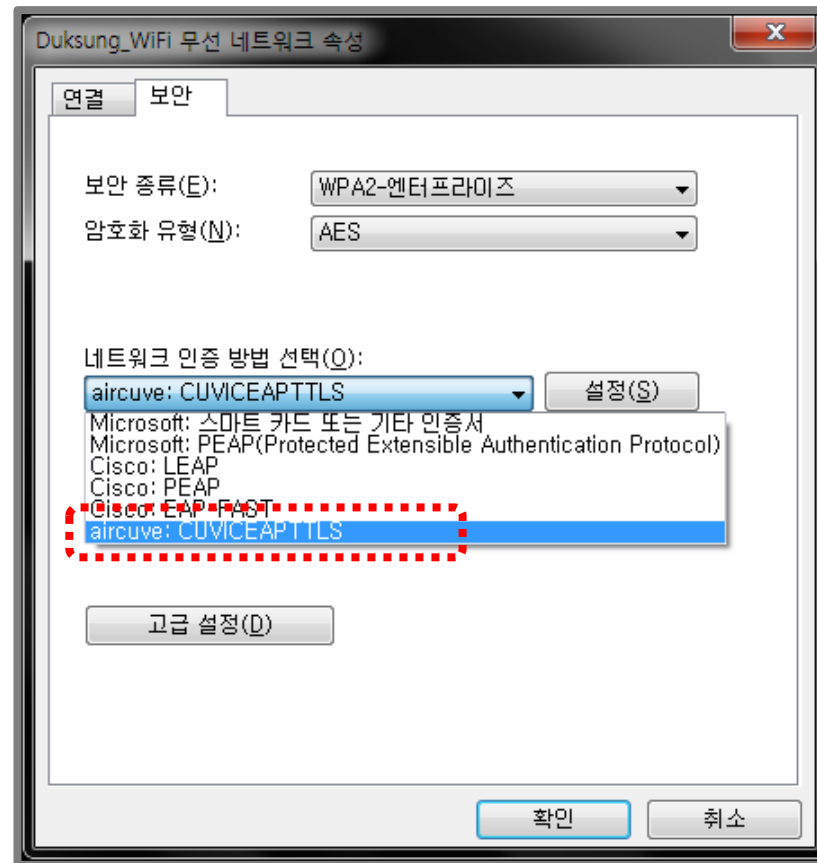 Duksung_WiFi 무선 네트워크 속성
x
연결 보안
보안 종류(E): WPA2-엔터프라이즈
암호화 유형(N): AES
네트워크 인증 방법 선택(O):
aircuve: CUVICEAPTTLS 설정(S)
Microsoft: 스마트 카드 또는 기타 인증서
Microsoft: PEAP(Protected Extensible Authentication Protocol)
Cisco: LEAP
Cisco: PEAP
Cisco: EAP-FAST
aircuve: CUVICEAPTTLS
고급 설정(D)
확인 취소